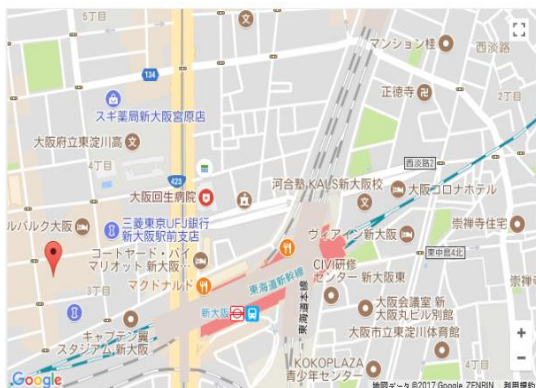 5丁目
マンション桂
西淡路
134
正徳寺
2丁目
スギ薬局新大阪宮原店
大阪府立東淀川高
4丁目
西淡路2
423
河合塾 KALS新大阪校
大阪コロナホテル
大阪回生病院
崇禅寺住宅
ルパルク大阪
三菱東京UFJ銀行
新大阪駅前支店
ヴィアイン新大阪
東中島4北
コートヤード・バイ
マリオット 新大阪…
CIVI研修
センター 新大阪東
崇禅寺
東海道新幹線
3丁目
マクドナルド
東海道本線
大阪会議室 新
大阪丸ビル別館
新大阪
キャプテン翼
スタジアム 新大阪
大阪市立東淀川体育館
KOKOPLAZA
青少年センター
4丁目
+
−
Google
地図データ ©2017 Google, ZENRIN
利用規約